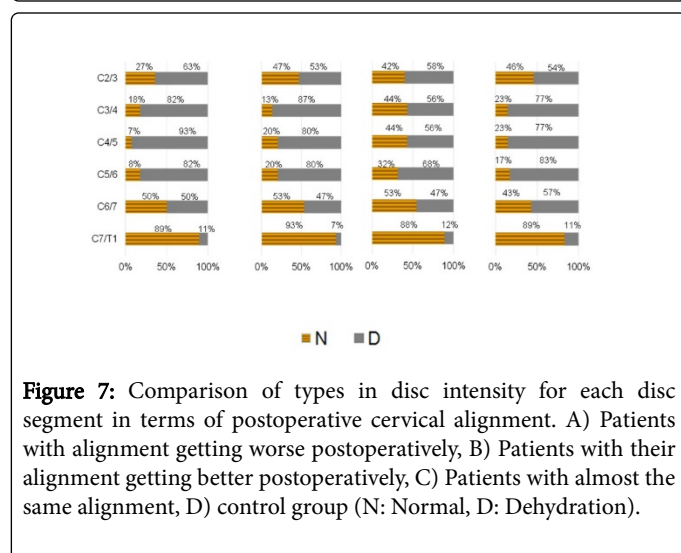 27% 63% 47% 53% 42% 58% 46% 54%
C2/3
18% 82% 13% 87% 44% 56% 23% 77%
C3/4
7% 93% 20% 80% 44% 56% 23% 77%
C4/5
8% 82% 20% 80% 32% 68% 17% 83%
C5/6
50% 50% 53% 47% 53% 47% 43% 57%
C6/7
89% 11% 93% 7% 88% 12% 89% 11%
C7/T1
0% 50% 100% 0% 50% 100% 0% 50% 100% 0% 50% 100%
N D
Figure 7: Comparison of types in disc intensity for each disc
segment in terms of postoperative cervical alignment. A) Patients
with alignment getting worse postoperatively, B) Patients with their
alignment getting better postoperatively, C) Patients with almost the
same alignment, D) control group (N: Normal, D: Dehydration).